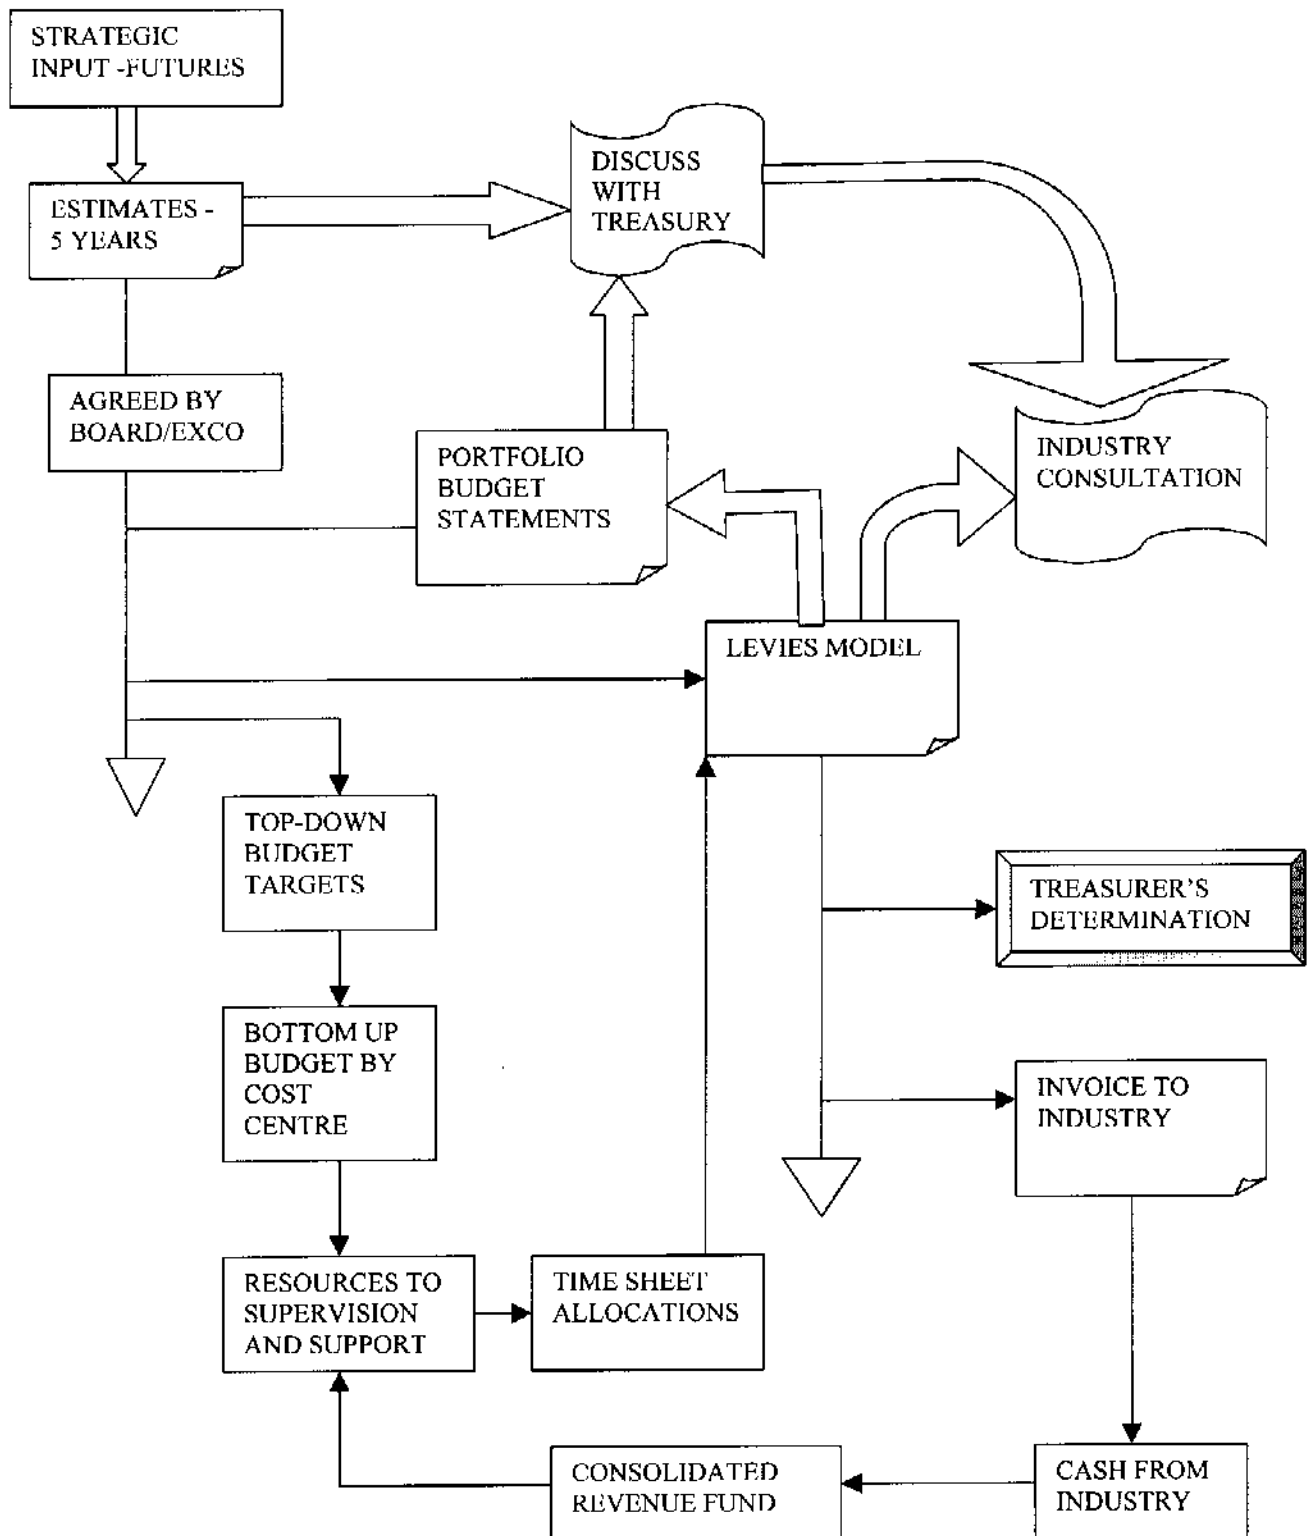 STRATEGIC
INPUT -FUTURES
DISCUSS
WITH
TREASURY
ESTIMATES -
5 YEARS
AGREED BY
BOARD/EXCO
PORTFOLIO
BUDGET
STATEMENTS
INDUSTRY
CONSULTATION
LEVIES MODEL
TOP-DOWN
BUDGET
TARGETS
TREASURER'S
DETERMINATION
BOTTOM UP
BUDGET BY
COST
CENTRE
INVOICE TO
INDUSTRY
RESOURCES TO
SUPERVISION
AND SUPPORT
TIME SHEET
ALLOCATIONS
CONSOLIDATED
REVENUE FUND
CASH FROM
INDUSTRY